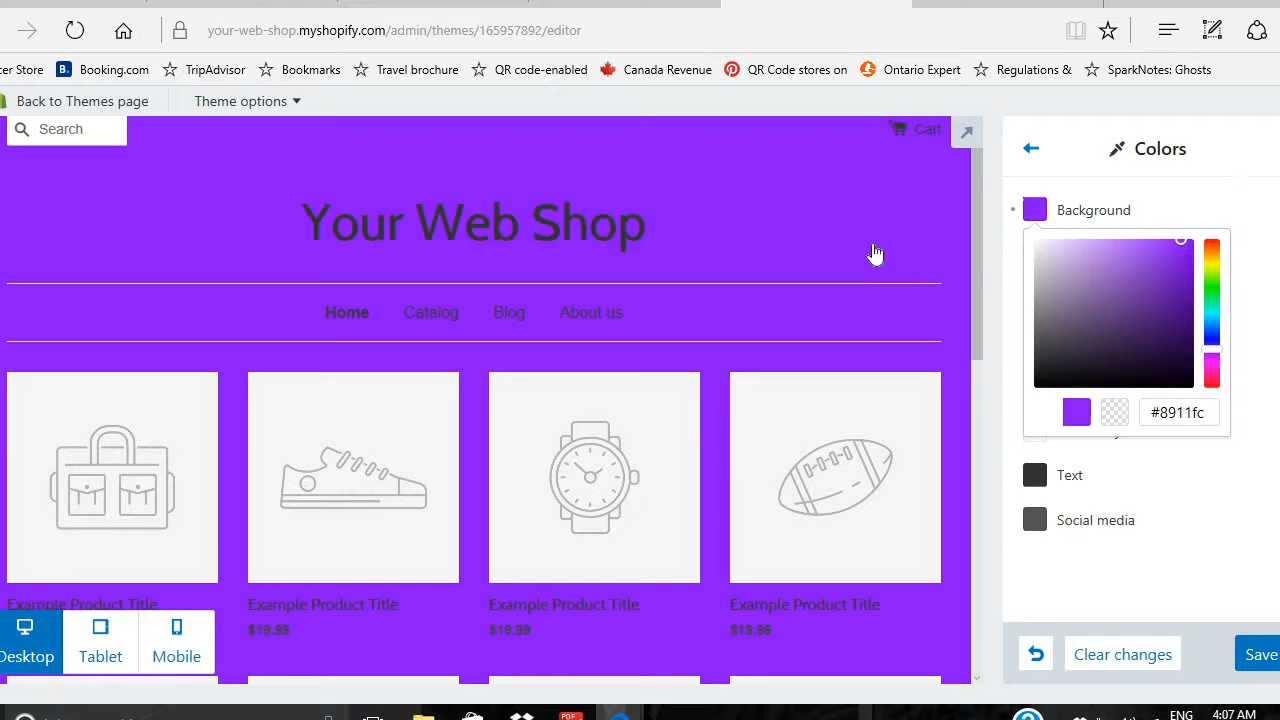 your-web-shop.myshopify.com/admin/themes/165957892/editor
er Store B. Booking.com TripAdvisor Bookmarks Travel brochure QR code-enabled Canada Revenue QR Code stores on Ontario Expert Regulations & SparkNotes Ghosts
Back to Themes page Theme options
Search
Cart
Your Web Shop
Home Catalog Blog About us
Example Product Title Example Product Title Example Product Title Example Product Title
$19.99 $19.99 $19.99
Desktop Tablet Mobile
Colors
Background
#8911fc
Text
Social media
Clear changes Save
PDF
ENG
4:07 AM